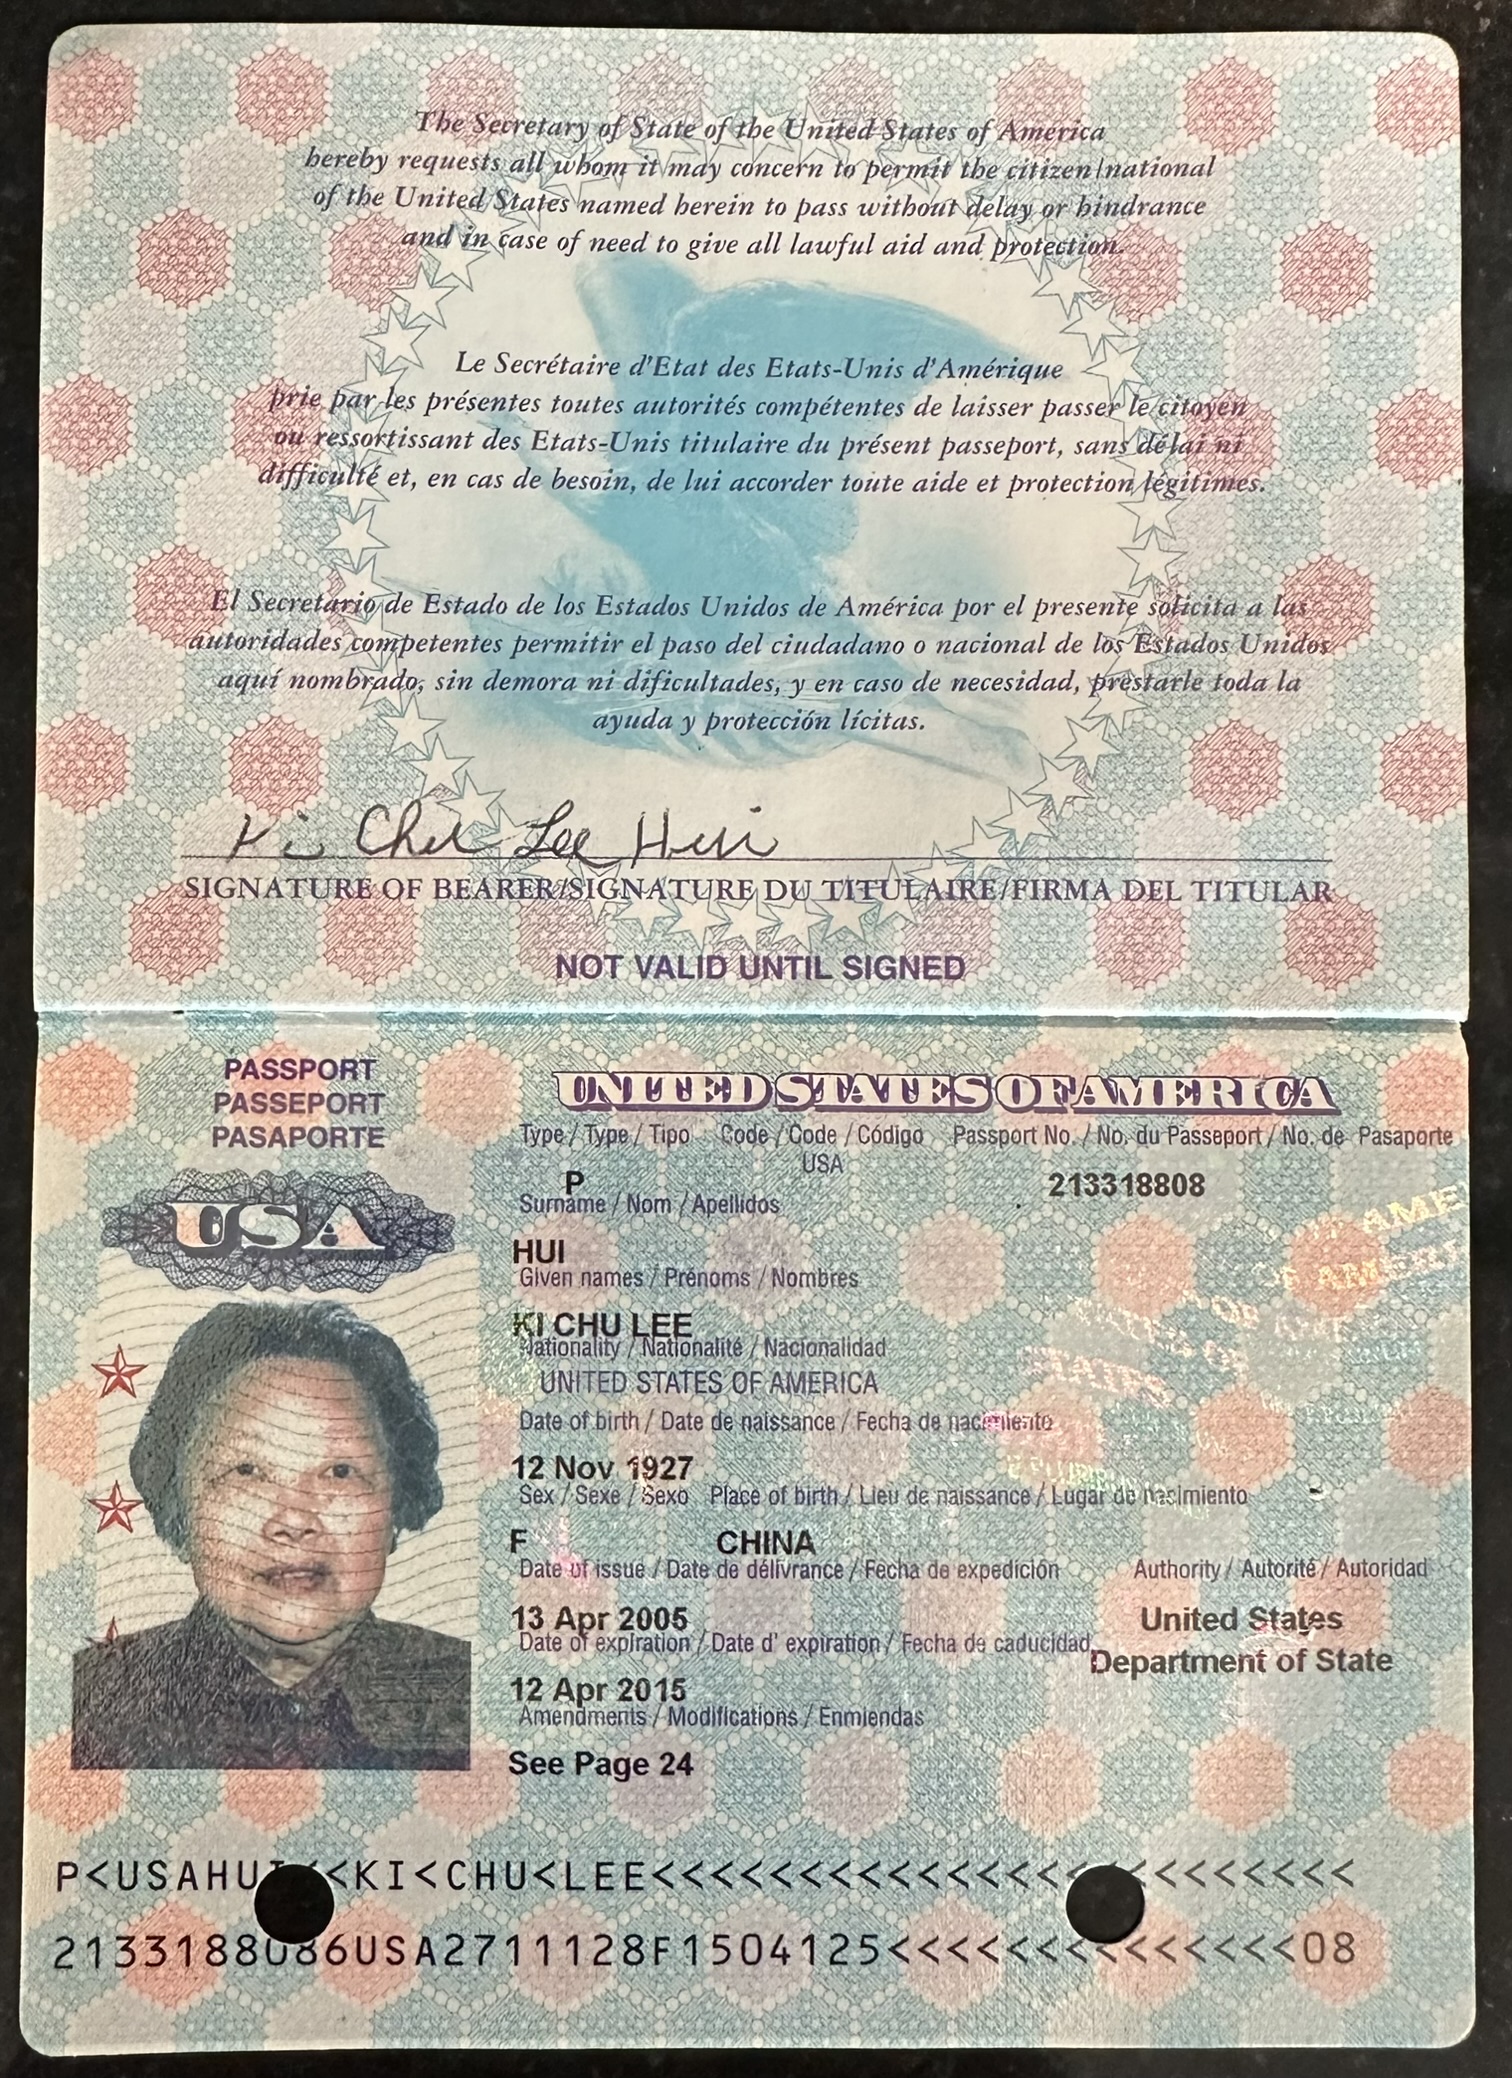 The Secretary of State of the United States of America
hereby requests all whom it may concern to permit the citizen/national
of the United States named herein to pass without delay or hindrance
and in case of need to give all lawful aid and protection.
Le Secrétaire d'Etat des Etats-Unis d'Amérique
prie par les présentes toutes autorités compétentes de laisser passer le citoyen
ou ressortissant des Etats-Unis titulaire du présent passeport, sans délai ni
difficulté et, en cas de besoin, de lui accorder toute aide et protection légitimes.
El Secretario de Estado de los Estados Unidos de América por el presente solicita a las
autoridades competentes permitir el paso del ciudadano o nacional de los Estados Unidos
aquí nombrado, sin demora ni dificultades, y en caso de necesidad, prestarle toda la
ayuda y protección lícitas.
Ki Chu Lee Hui
SIGNATURE OF BEARER/SIGNATURE DU TITULAIRE/FIRMA DEL TITULAR
NOT VALID UNTIL SIGNED
PASSPORT
PASSEPORT
PASAPORTE
USA
UNITED STATES OF AMERICA
Type / Type / Tipo Code / Code / Código Passport No. / No. du Passeport / No. de Pasaporte
USA
P 213318808
Surname / Nom / Apellidos
HUI
Given names / Prénoms / Nombres
KI CHU LEE
Nationality / Nationalité / Nacionalidad
UNITED STATES OF AMERICA
Date of birth / Date de naissance / Fecha de nacimiento
12 Nov 1927
Sex / Sexe / Sexo Place of birth / Lieu de naissance / Lugar de nacimiento
F CHINA
Date of issue / Date de délivrance / Fecha de expedición Authority / Autorité / Autoridad
13 Apr 2005 United States
Date of expiration / Date d' expiration / Fecha de caducidad Department of State
12 Apr 2015
Amendments / Modifications / Enmiendas
See Page 24
P<USAHUI<<KI<CHU<LEE<<<<<<<<<<<<<<<<<<<<<<<<
2133188086USA2711128F1504125<<<<<<<<<<<<<<08